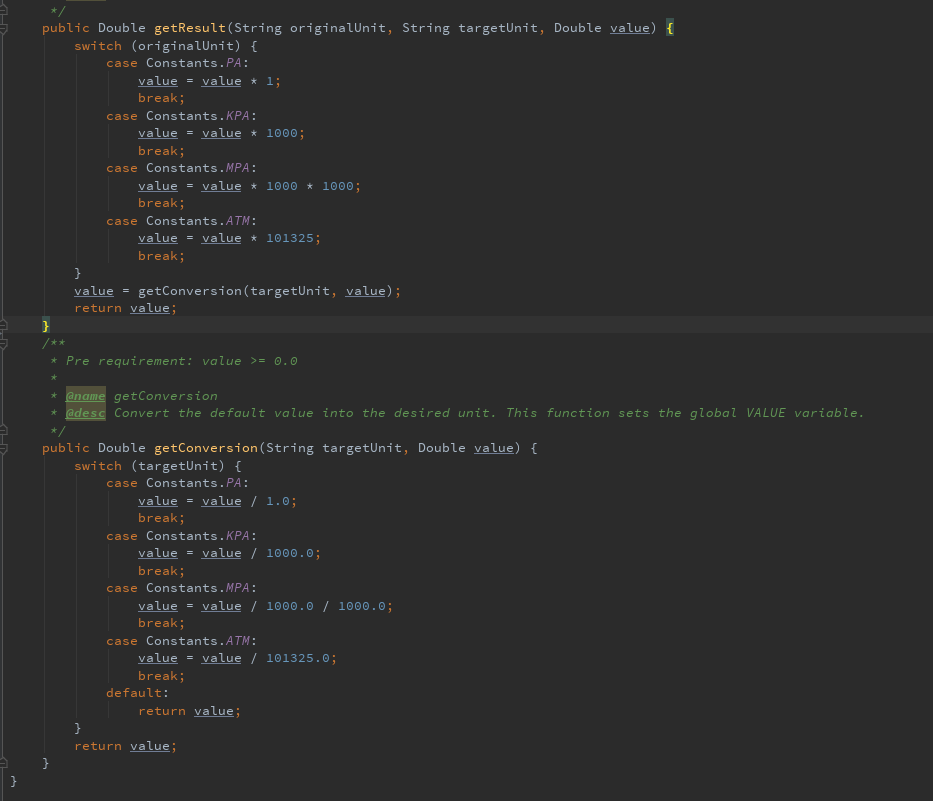 */
public Double getResult(String originalUnit, String targetUnit, Double value) {
switch (originalUnit) {
case Constants.PA:
value = value * 1;
break;
case Constants.KPA:
value = value * 1000;
break;
case Constants.MPA:
value = value * 1000 * 1000;
break;
case Constants.ATM:
value = value * 101325;
break;
}
value = getConversion(targetUnit, value);
return value;
}
/**
* Pre requirement: value >= 0.0
*
* @name getConversion
* @desc Convert the default value into the desired unit. This function sets the global VALUE variable.
*/
public Double getConversion(String targetUnit, Double value) {
switch (targetUnit) {
case Constants.PA:
value = value / 1.0;
break;
case Constants.KPA:
value = value / 1000.0;
break;
case Constants.MPA:
value = value / 1000.0 / 1000.0;
break;
case Constants.ATM:
value = value / 101325.0;
break;
default:
return value;
}
return value;
}
}